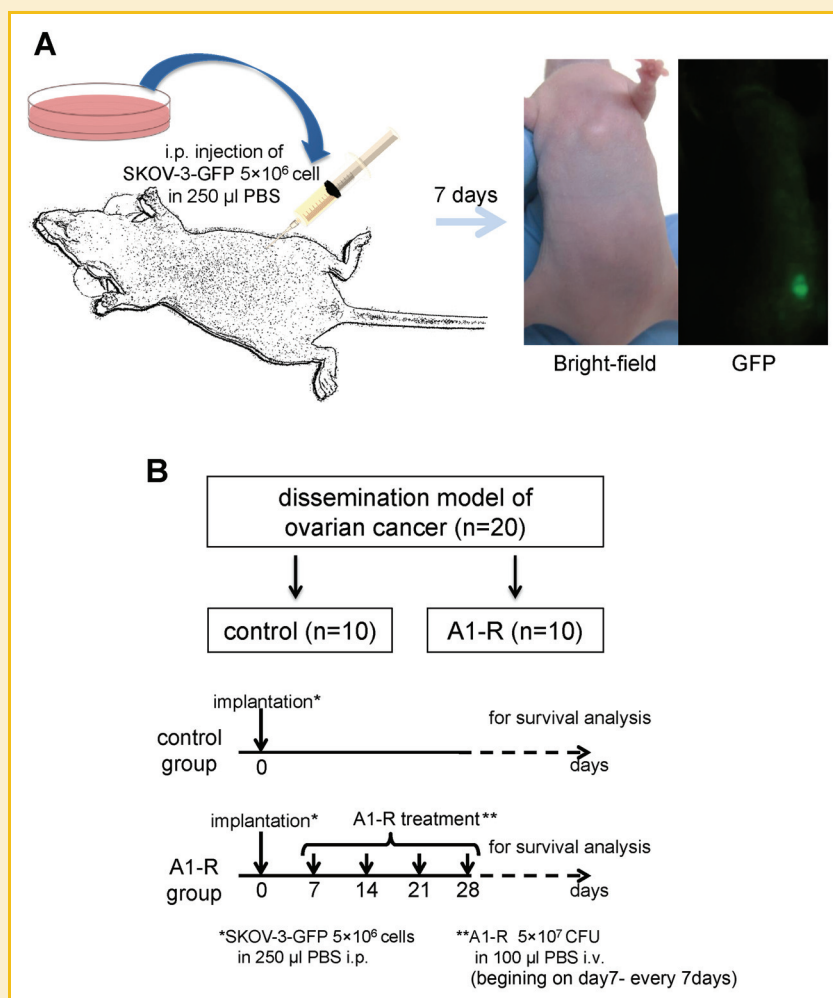 A
i.p. injection of
SKOV-3-GFP 5×10⁶ cell
in 250 µl PBS
7 days
Bright-field
GFP
B
dissemination model of
ovarian cancer (n=20)
control (n=10)
A1-R (n=10)
implantation*
for survival analysis
control
group
0
days
implantation*
A1-R treatment**
for survival analysis
A1-R
group
0 7 14 21 28
days
*SKOV-3-GFP 5×10⁶ cells
in 250 µl PBS i.p.
**A1-R 5×10⁷ CFU
in 100 µl PBS i.v.
(begining on day7- every 7days)